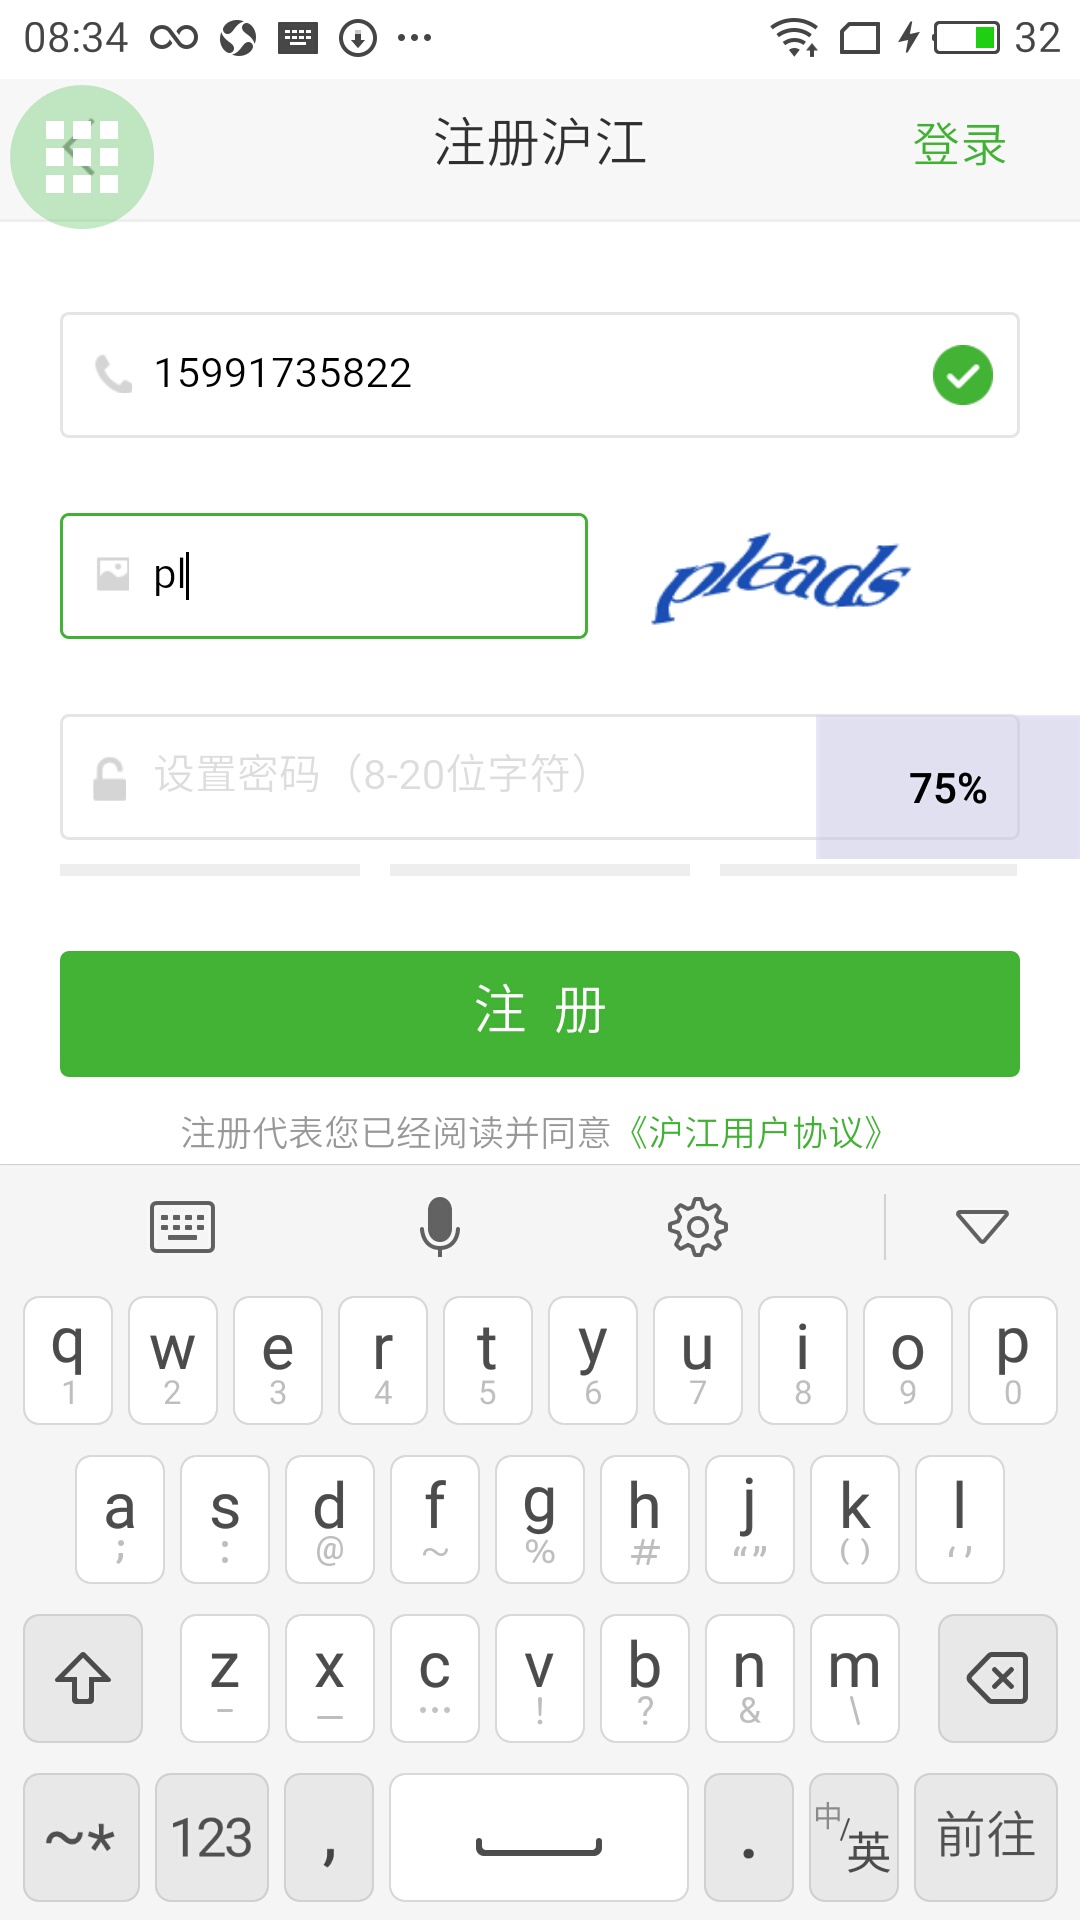 08:34 32
注册沪江 登录
15991735822
pl pleads
设置密码（8-20位字符）
75%
注 册
注册代表您已经阅读并同意《沪江用户协议》
q w e r t y u i o p
1 2 3 4 5 6 7 8 9 0
a s d f g h j k l
; : @ ~ % # “” ( ) ‘ ’
z x c v b n m
– — … ! ? & \
~* 123 , . 中/英 前往